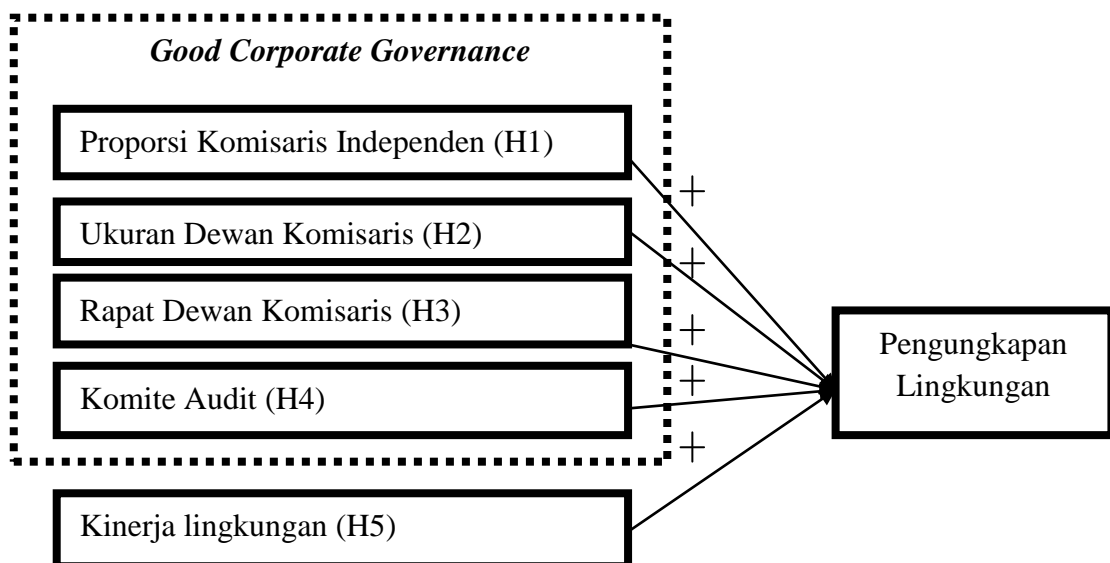 Good Corporate Governance
Proporsi Komisaris Independen (H1)
+
Ukuran Dewan Komisaris (H2)
+
Rapat Dewan Komisaris (H3)
+
Pengungkapan
Lingkungan
+
Komite Audit (H4)
+
Kinerja lingkungan (H5)